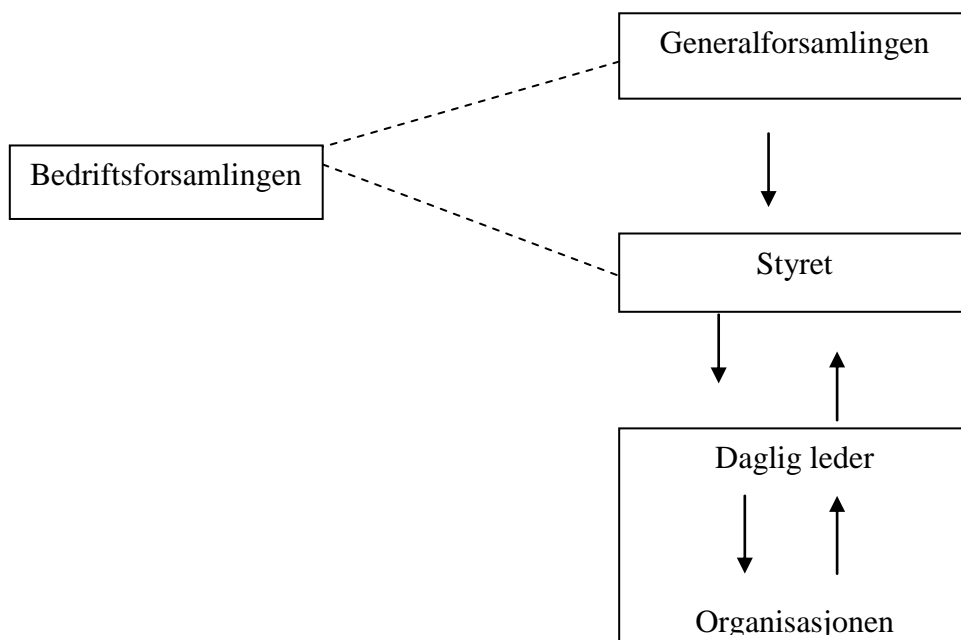 Generalforsamlingen
Bedriftsforsamlingen
Styret
Daglig leder
Organisasjonen